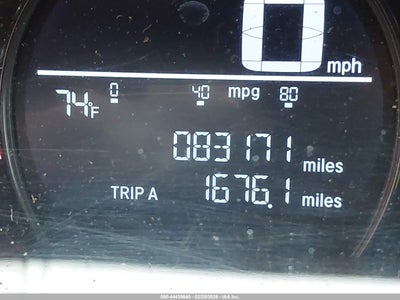 0 mph
0 40 mpg 80
74°F
083171 miles
TRIP A 1676.1 miles